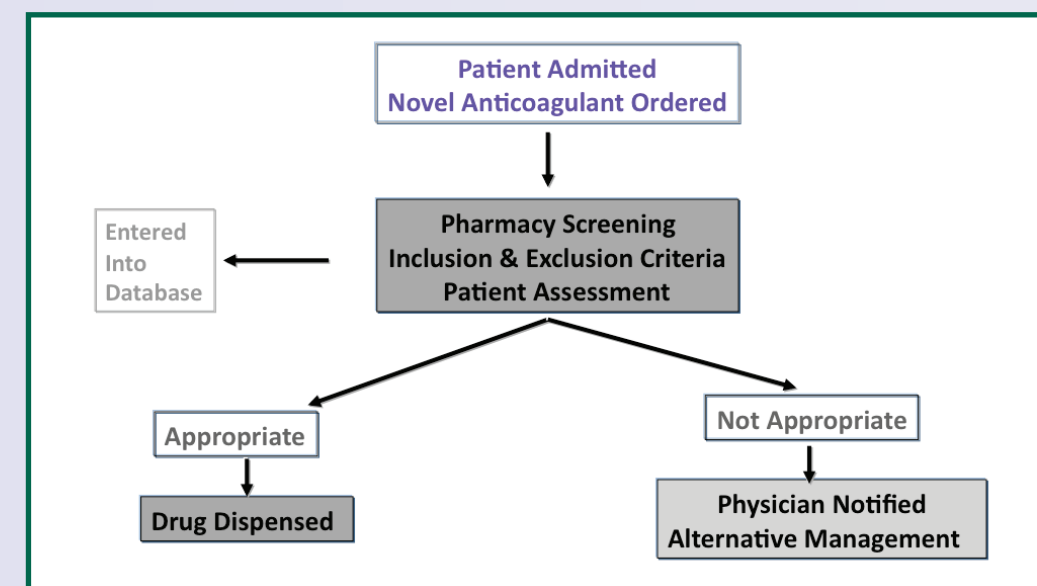 Patient Admitted
Novel Anticoagulant Ordered
Pharmacy Screening
Inclusion & Exclusion Criteria
Patient Assessment
Entered
Into
Database
Appropriate
Not Appropriate
Drug Dispensed
Physician Notified
Alternative Management